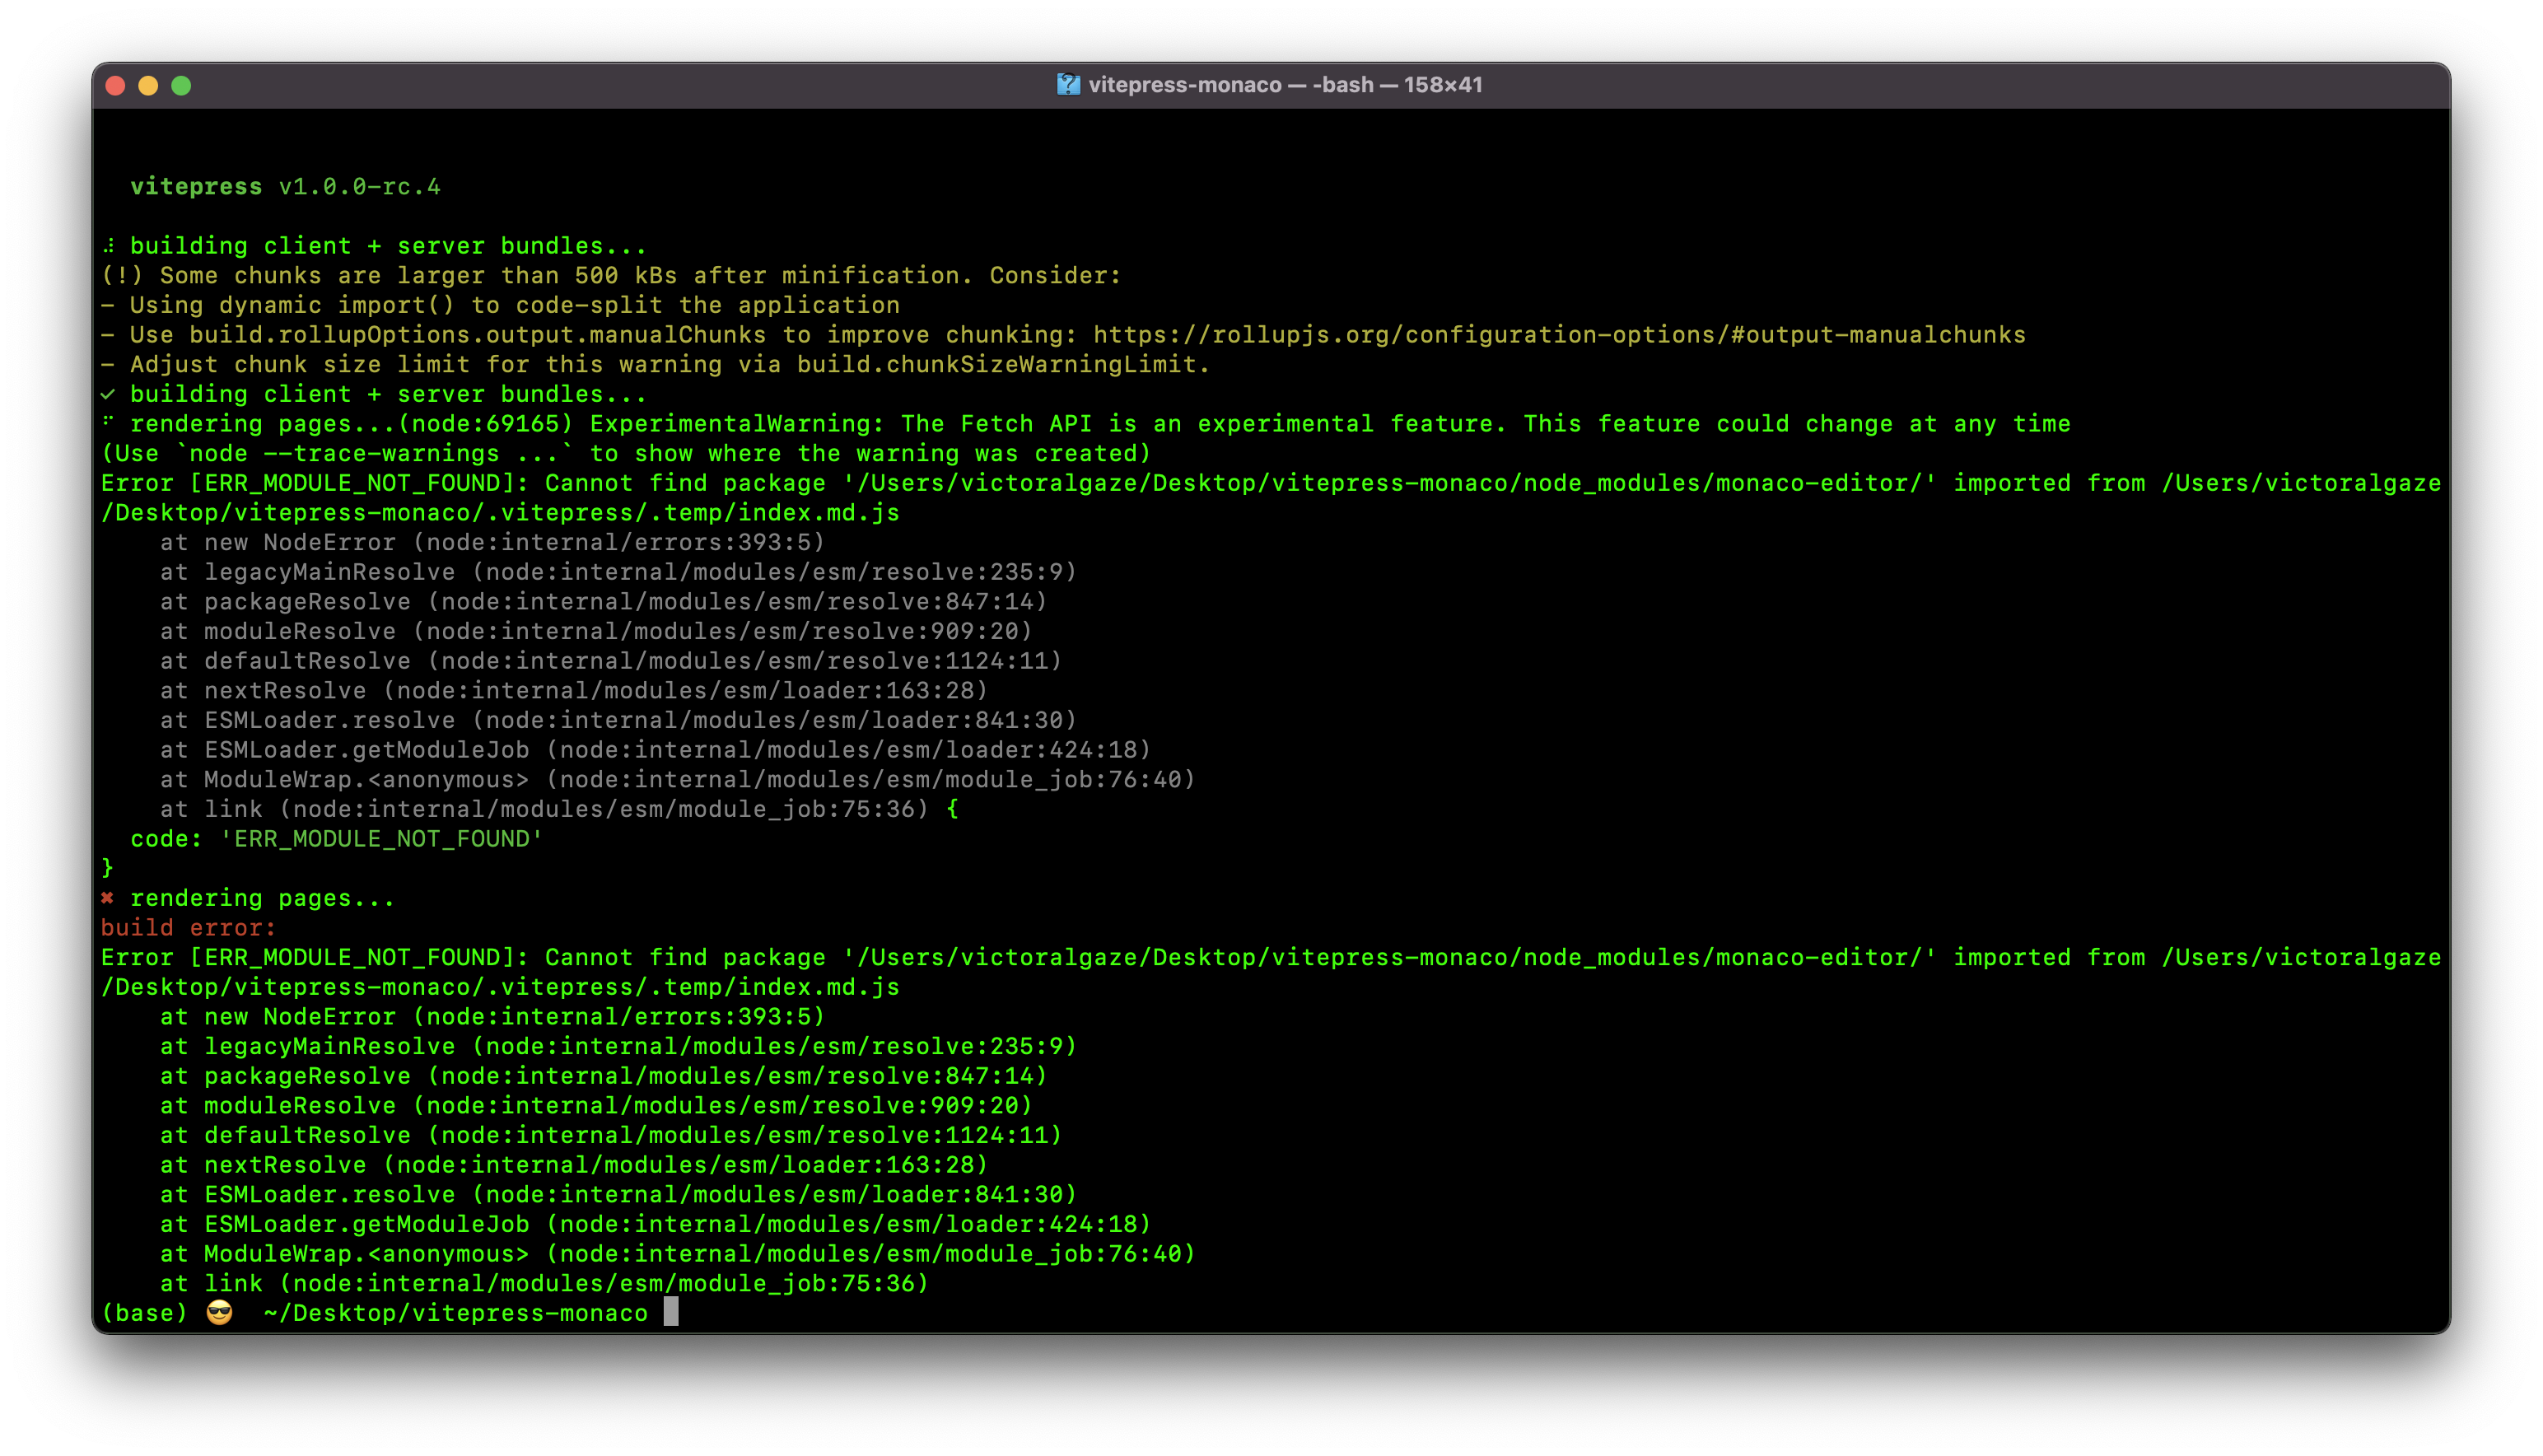 vitepress-monaco — -bash — 158×41
vitepress v1.0.0-rc.4
⠼ building client + server bundles...
(!) Some chunks are larger than 500 kBs after minification. Consider:
- Using dynamic import() to code-split the application
- Use build.rollupOptions.output.manualChunks to improve chunking: https://rollupjs.org/configuration-options/#output-manualchunks
- Adjust chunk size limit for this warning via build.chunkSizeWarningLimit.
✓ building client + server bundles...
⠋ rendering pages...(node:69165) ExperimentalWarning: The Fetch API is an experimental feature. This feature could change at any time
(Use `node --trace-warnings ...` to show where the warning was created)
Error [ERR_MODULE_NOT_FOUND]: Cannot find package '/Users/victoralgaze/Desktop/vitepress-monaco/node_modules/monaco-editor/' imported from /Users/victoralgaze
/Desktop/vitepress-monaco/.vitepress/.temp/index.md.js
    at new NodeError (node:internal/errors:393:5)
    at legacyMainResolve (node:internal/modules/esm/resolve:235:9)
    at packageResolve (node:internal/modules/esm/resolve:847:14)
    at moduleResolve (node:internal/modules/esm/resolve:909:20)
    at defaultResolve (node:internal/modules/esm/resolve:1124:11)
    at nextResolve (node:internal/modules/esm/loader:163:28)
    at ESMLoader.resolve (node:internal/modules/esm/loader:841:30)
    at ESMLoader.getModuleJob (node:internal/modules/esm/loader:424:18)
    at ModuleWrap.<anonymous> (node:internal/modules/esm/module_job:76:40)
    at link (node:internal/modules/esm/module_job:75:36) {
  code: 'ERR_MODULE_NOT_FOUND'
}
✖ rendering pages...
build error:
Error [ERR_MODULE_NOT_FOUND]: Cannot find package '/Users/victoralgaze/Desktop/vitepress-monaco/node_modules/monaco-editor/' imported from /Users/victoralgaze
/Desktop/vitepress-monaco/.vitepress/.temp/index.md.js
    at new NodeError (node:internal/errors:393:5)
    at legacyMainResolve (node:internal/modules/esm/resolve:235:9)
    at packageResolve (node:internal/modules/esm/resolve:847:14)
    at moduleResolve (node:internal/modules/esm/resolve:909:20)
    at defaultResolve (node:internal/modules/esm/resolve:1124:11)
    at nextResolve (node:internal/modules/esm/loader:163:28)
    at ESMLoader.resolve (node:internal/modules/esm/loader:841:30)
    at ESMLoader.getModuleJob (node:internal/modules/esm/loader:424:18)
    at ModuleWrap.<anonymous> (node:internal/modules/esm/module_job:76:40)
    at link (node:internal/modules/esm/module_job:75:36)
(base) 😎  ~/Desktop/vitepress-monaco